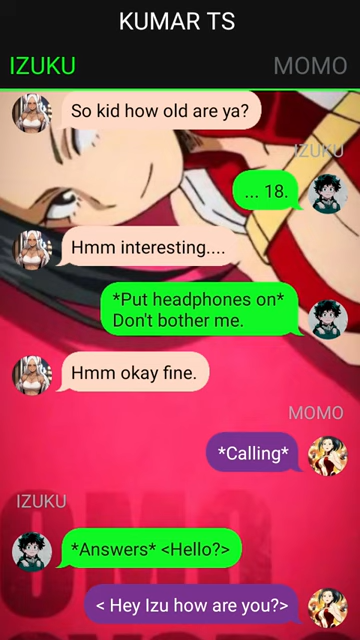 KUMAR TS
IZUKU MOMO
So kid how old are ya?
IZUKU
... 18.
Hmm interesting....
*Put headphones on*
Don't bother me.
Hmm okay fine.
MOMO
*Calling*
IZUKU
*Answers* <Hello?>
< Hey Izu how are you?>